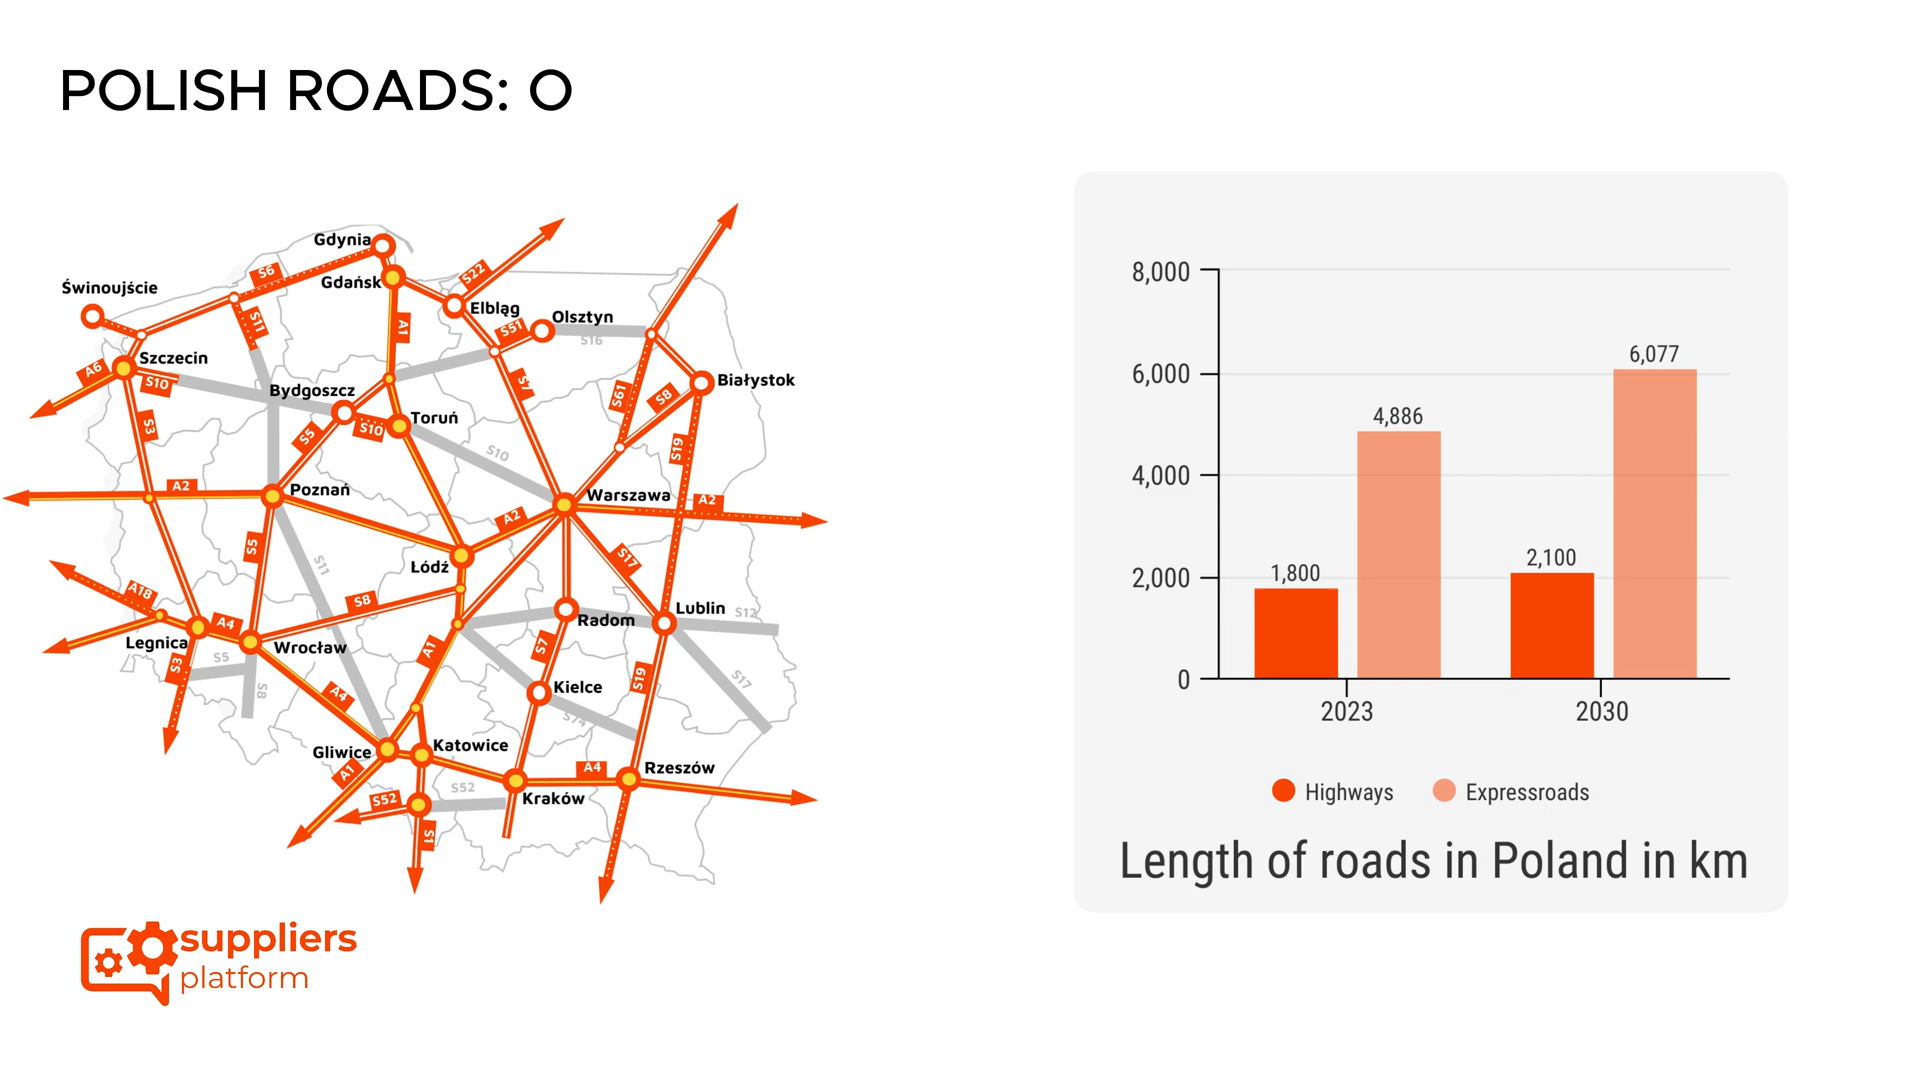 POLISH ROADS: O
Gdynia
S6
S22
Gdańsk
Świnoujście
Elbląg
Olsztyn
S11
A1
S51
S16
Szczecin
A6
S10
Bydgoszcz
S7
Białystok
S61
S8
Toruń
S3
S5
S10
S10
S19
A2
Poznań
Warszawa
A2
A2
S5
S11
Łódź
S17
A18
S8
Lublin
S12
A4
Radom
Legnica
Wrocław
S3
S5
A1
S7
S19
S17
S8
A4
Kielce
S74
Gliwice
Katowice
A1
A4
Rzeszów
S52
S52
Kraków
S1
suppliers
platform
8,000
6,000
4,000
2,000
0
1,800
4,886
2,100
6,077
2023
2030
Highways
Expressroads
Length of roads in Poland in km